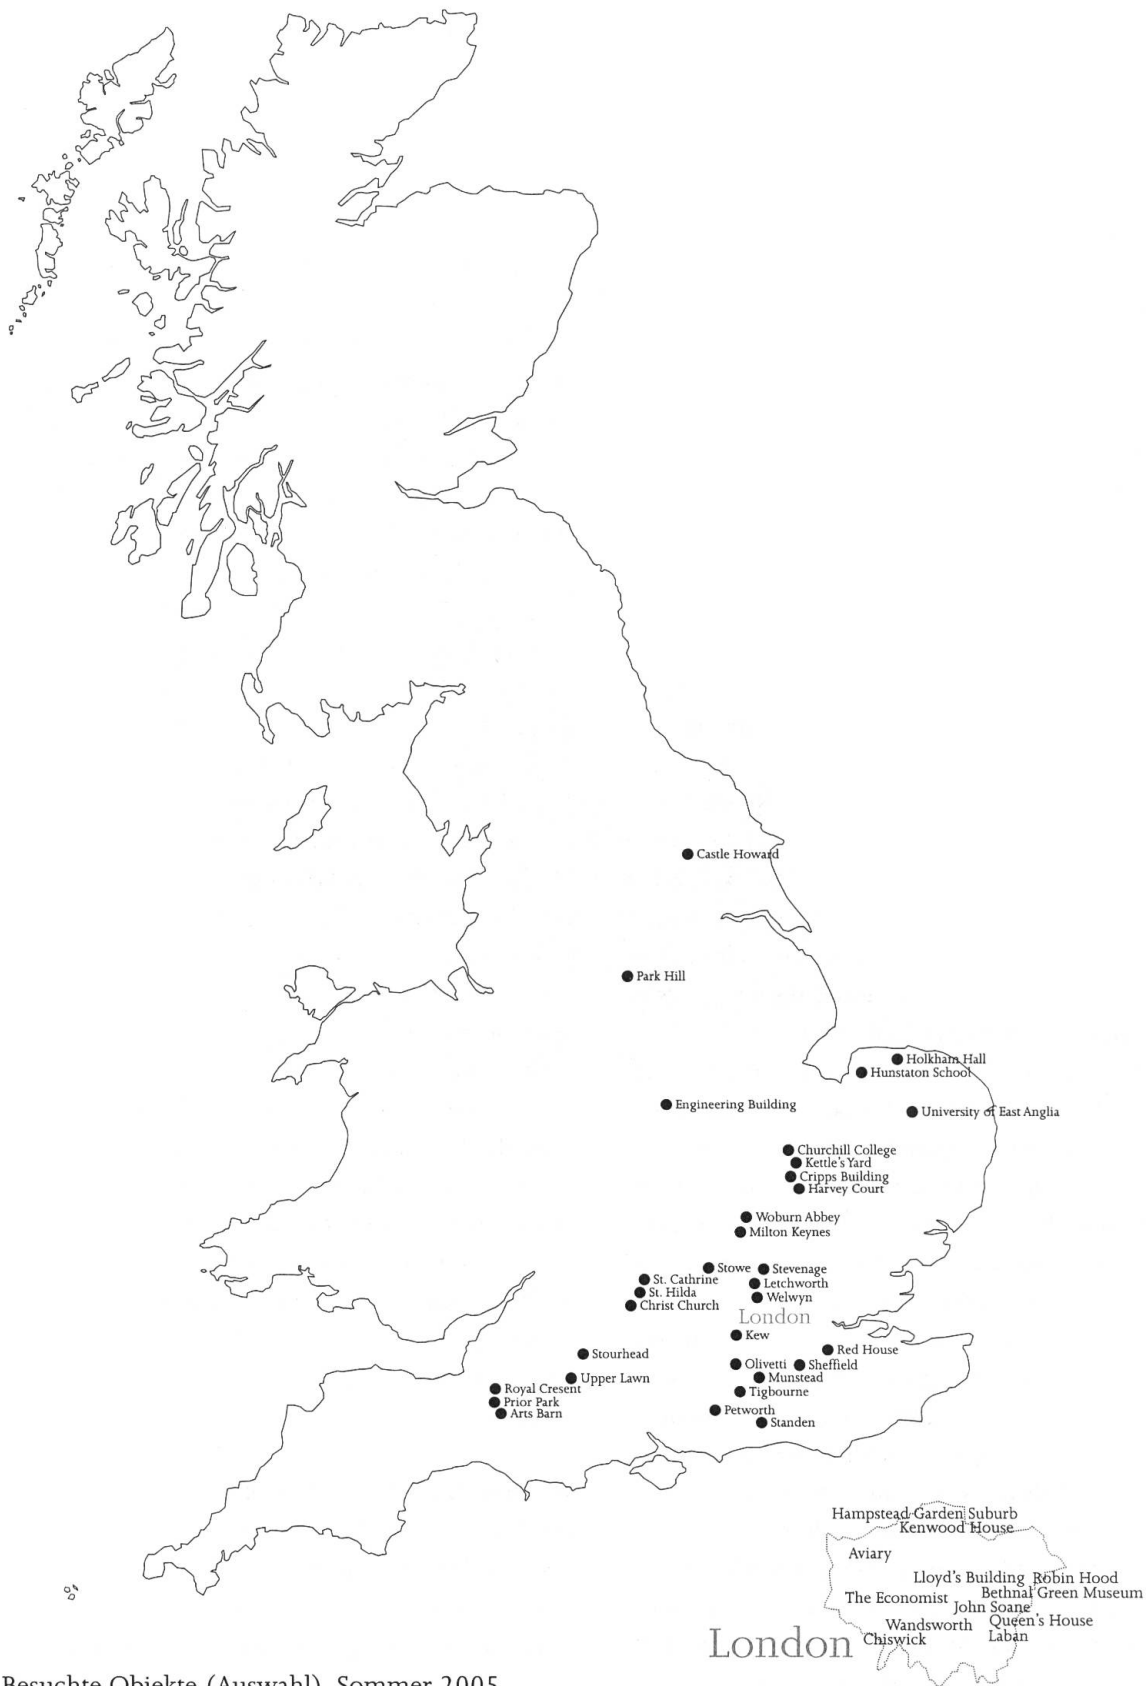 Castle Howard
Park Hill
Holkham Hall
Hunstaton School
Engineering Building
University of East Anglia
Churchill College
Kettle's Yard
Cripps Building
Harvey Court
Woburn Abbey
Milton Keynes
Stowe
Stevenage
St. Cathrine
Letchworth
St. Hilda
Welwyn
Christ Church
London
Kew
Stourhead
Red House
Olivetti
Sheffield
Upper Lawn
Munstead
Royal Cresent
Tigbourne
Prior Park
Petworth
Arts Barn
Standen
Hampstead Garden Suburb
Kenwood House
Aviary
Lloyd's Building
Robin Hood
The Economist
Bethnal Green Museum
John Soane
Wandsworth
Queen's House
Chiswick
Laban
London
Besuchte Objekte (Auswahl), Sommer 2005